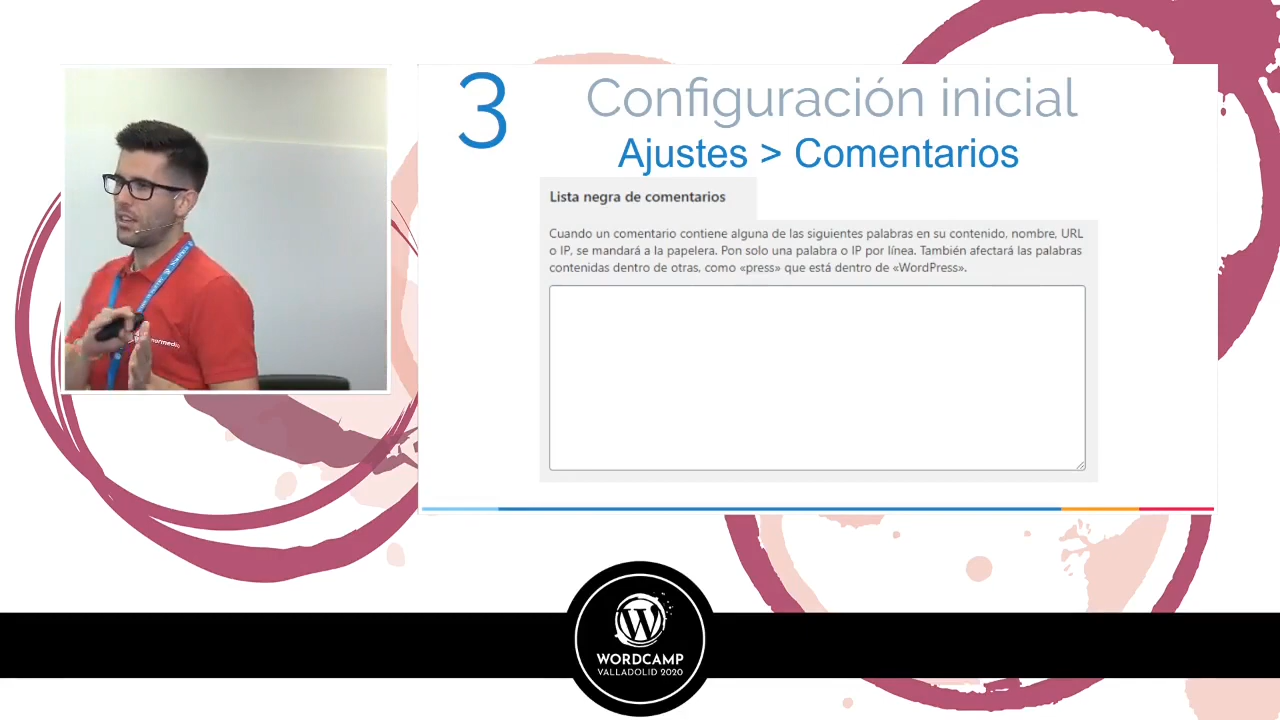 3
Configuración inicial
Ajustes > Comentarios
Lista negra de comentarios
Cuando un comentario contiene alguna de las siguientes palabras en su contenido, nombre, URL
o IP, se mandará a la papelera. Pon solo una palabra o IP por línea. También afectará las palabras
contenidas dentro de otras, como «press» que está dentro de «WordPress».
WORDCAMP
VALLADOLID 2020